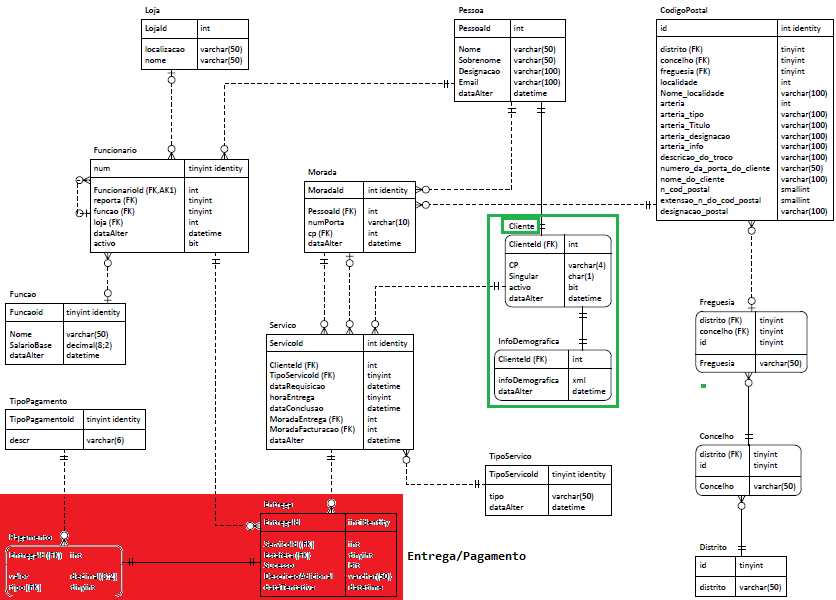 Loja
LojaId int
localizacao varchar(50)
nome varchar(50)
Pessoa
PessoaId int
Nome varchar(50)
Sobrenome varchar(50)
Designacao varchar(100)
Email varchar(100)
dataAlter datetime
CodigoPostal
id int identity
distrito (FK) tinyint
concelho (FK) tinyint
freguesia (FK) tinyint
localidade int
Nome_localidade varchar(100)
arteria int
arteria_tipo varchar(100)
arteria_Titulo varchar(100)
arteria_designacao varchar(100)
arteria_info varchar(100)
descricao_do_troco varchar(100)
numero_da_porta_do_cliente varchar(50)
nome_do_cliente varchar(100)
n_cod_postal smallint
extensao_n_do_cod_postal smallint
designacao_postal varchar(100)
Funcionario
num tinyint identity
FuncionarioId (FK,AK1) int
reporta (FK) tinyint
funcao (FK) tinyint
loja (FK) int
dataAlter datetime
activo bit
Morada
MoradaId int identity
PessoaId (FK) int
numPorta varchar(10)
cp (FK) int
dataAlter datetime
Cliente
ClienteId (FK) int
CP varchar(4)
Singular char(1)
activo bit
dataAlter datetime
InfoDemografica
ClienteId (FK) int
infoDemografica xml
dataAlter datetime
Funcao
Funcaoid tinyint identity
Nome varchar(50)
SalarioBase decimal(8;2)
dataAlter datetime
Servico
ServicoId int identity
ClienteId (FK) int
TipoServicoId (FK) tinyint
dataRequisicao datetime
horaEntrega tinyint
dataConclusao datetime
MoradaEntrega (FK) int
MoradaFacturacao (FK) int
dataAlter datetime
Freguesia
distrito (FK) tinyint
concelho (FK) tinyint
id tinyint
Freguesia varchar(50)
TipoPagamento
TipoPagamentoId tinyint identity
descr varchar(6)
TipoServico
TipoServicoId tinyint identity
tipo varchar(50)
dataAlter datetime
Concelho
distrito (FK) tinyint
id tinyint
Concelho varchar(50)
Entrega
EntregaId int identity
ServicoId (FK) int
Estafeta (FK) tinyint
Sucesso bit
DescricaoAdicional varchar(50)
dataTentativa datetime
Pagamento
EntregaId (FK) int
valor decimal(8;2)
tipo (FK) tinyint
Entrega/Pagamento
Distrito
id tinyint
distrito varchar(50)